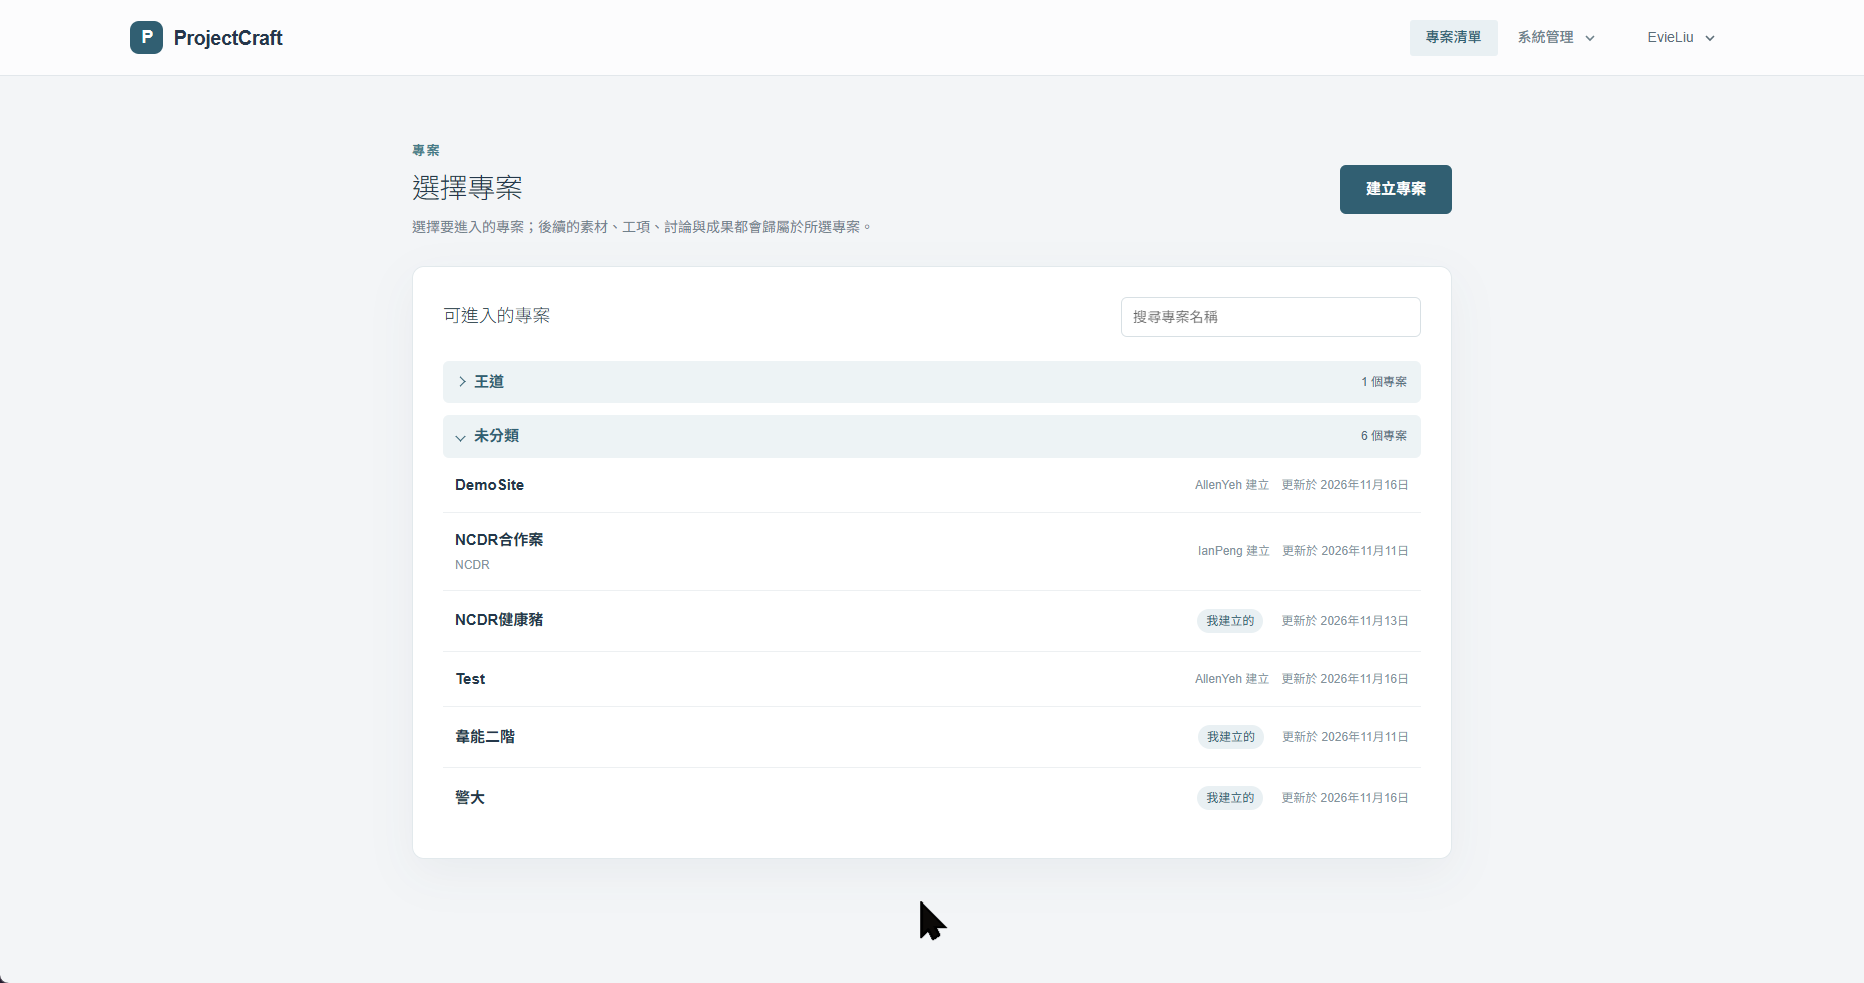 P ProjectCraft 專案清單 系統管理 EvieLiu
專案
選擇專案
建立專案
選擇要進入的專案；後續的素材、工項、討論與成果都會歸屬於所選專案。
可進入的專案 搜尋專案名稱
王道 1 個專案
未分類 6 個專案
DemoSite AllenYeh 建立 更新於 2026年11月16日
NCDR合作案
NCDR
IanPeng 建立 更新於 2026年11月11日
NCDR健康豬 我建立的 更新於 2026年11月13日
Test AllenYeh 建立 更新於 2026年11月16日
韋能二階 我建立的 更新於 2026年11月11日
警大 我建立的 更新於 2026年11月16日